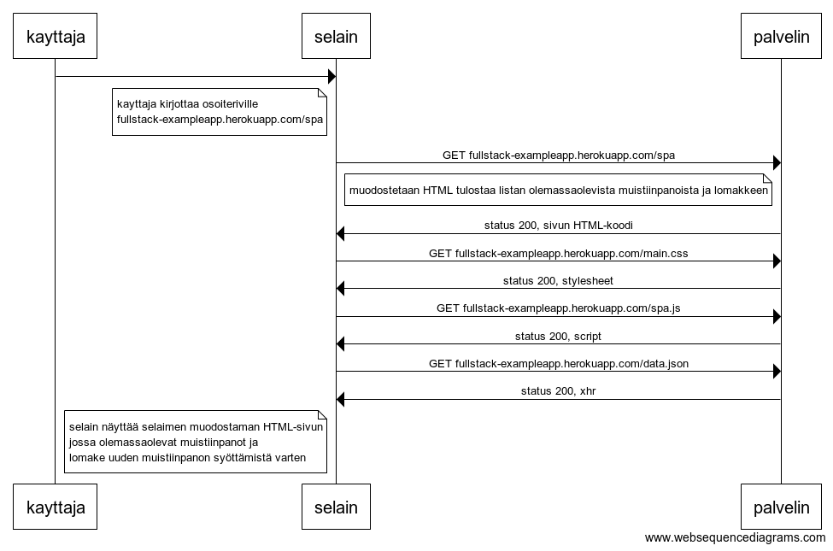 kayttaja
selain
palvelin
kayttaja kirjottaa osoiteriville
fullstack-exampleapp.herokuapp.com/spa
GET fullstack-exampleapp.herokuapp.com/spa
muodostetaan HTML tulostaa listan olemassaolevista muistiinpanoista ja lomakkeen
status 200, sivun HTML-koodi
GET fullstack-exampleapp.herokuapp.com/main.css
status 200, stylesheet
GET fullstack-exampleapp.herokuapp.com/spa.js
status 200, script
GET fullstack-exampleapp.herokuapp.com/data.json
status 200, xhr
selain näyttää selaimen muodostaman HTML-sivun
jossa olemassaolevat muistiinpanot ja
lomake uuden muistiinpanon syöttämistä varten
kayttaja
selain
palvelin
www.websequencediagrams.com